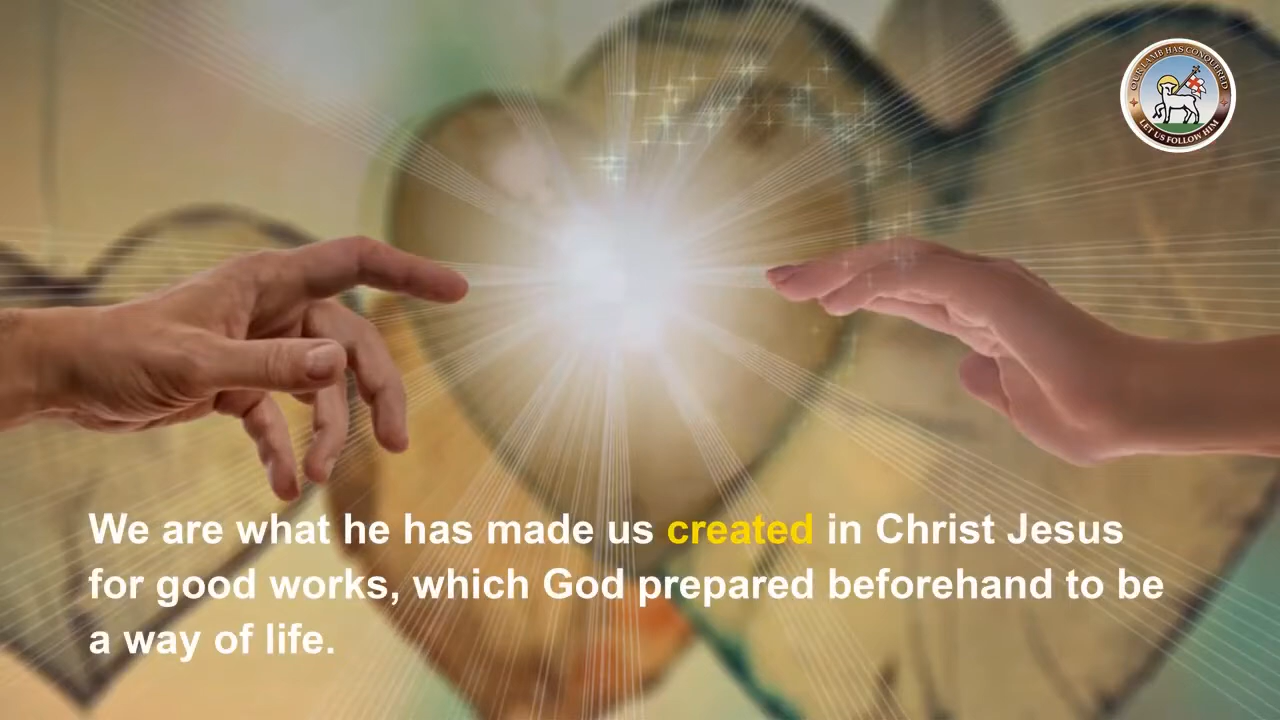 OUR LAMB HAS CONQUERED
LET US FOLLOW HIM
We are what he has made us created in Christ Jesus
for good works, which God prepared beforehand to be
a way of life.